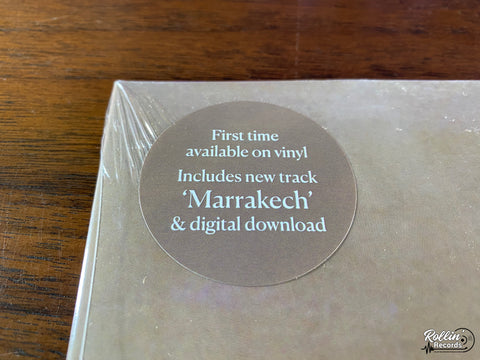 First time
available on vinyl
Includes new track
‘Marrakech’
& digital download
Rollin'
Records